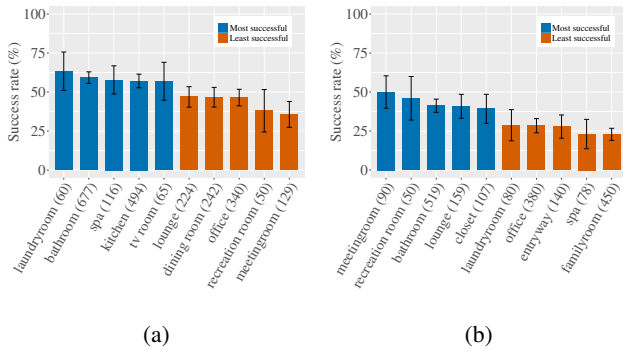 100
75
50
25
0
Success rate (%)
Most successful
Least successful
laundryroom (60)
bathroom (677)
spa (116)
kitchen (494)
tv room (65)
lounge (224)
dining room (242)
office (340)
recreation room (50)
meetingroom (129)
(a)
100
75
50
25
0
Success rate (%)
Most successful
Least successful
meetingroom (90)
recreation room (50)
bathroom (519)
lounge (159)
closet (107)
laundryroom (80)
office (380)
entryway (140)
spa (78)
familyroom (450)
(b)